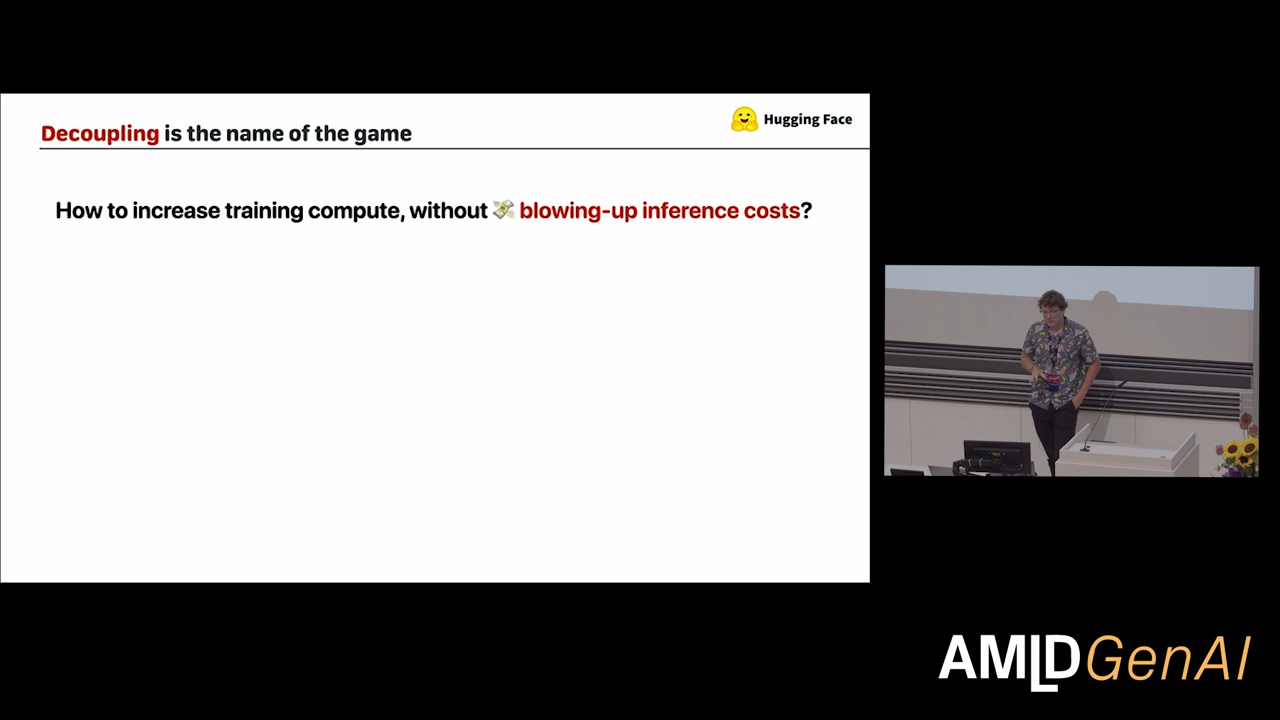 Decoupling is the name of the game
Hugging Face
How to increase training compute, without 💸 blowing-up inference costs?
AMLD GenAI